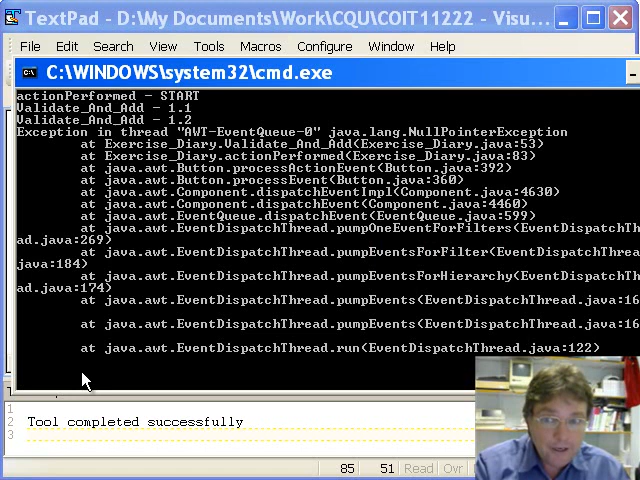 TextPad - D:\My Documents\Work\CQU\COIT11222 - Visu...
File Edit Search View Tools Macros Configure Window Help
C:\WINDOWS\system32\cmd.exe
actionPerformed - START
Validate_And_Add - 1.1
Validate_And_Add - 1.2
Exception in thread "AWT-EventQueue-0" java.lang.NullPointerException
at Exercise_Diary.Validate_And_Add(Exercise_Diary.java:53)
at Exercise_Diary.actionPerformed(Exercise_Diary.java:83)
at java.awt.Button.processActionEvent(Button.java:392)
at java.awt.Button.processEvent(Button.java:360)
at java.awt.Component.dispatchEventImpl(Component.java:4630)
at java.awt.Component.dispatchEvent(Component.java:4460)
at java.awt.EventQueue.dispatchEvent(EventQueue.java:599)
at java.awt.EventDispatchThread.pumpOneEventForFilters(EventDispatchTh
ad.java:269)
at java.awt.EventDispatchThread.pumpEventsForFilter(EventDispatchThrea
java:184)
at java.awt.EventDispatchThread.pumpEventsForHierarchy(EventDispatchTh
ad.java:174)
at java.awt.EventDispatchThread.pumpEvents(EventDispatchThread.java:16
at java.awt.EventDispatchThread.pumpEvents(EventDispatchThread.java:16
at java.awt.EventDispatchThread.run(EventDispatchThread.java:122)
1
2 Tool completed successfully
3
85 51 Read Ovr